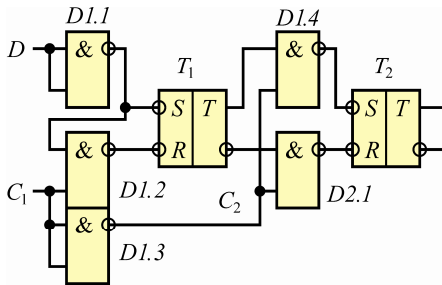 D1.1
D1.4
D & & T₁ T₂
S T S T
& R & R
C₁ D1.2 C₂ D2.1
& D1.3